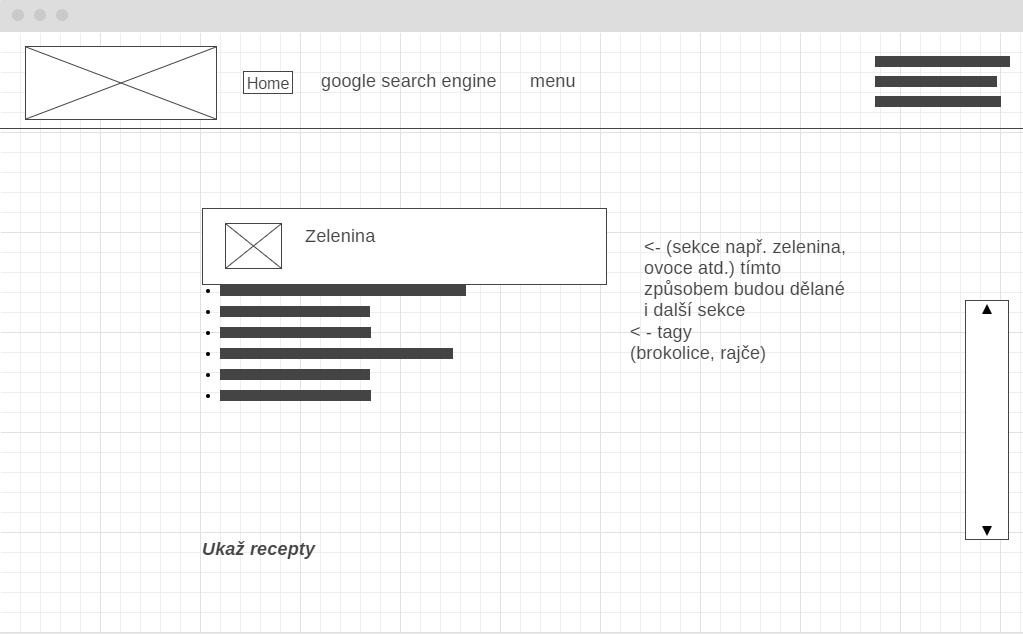 Home google search engine menu
Zelenina
<- (sekce např. zelenina,
ovoce atd.) tímto
způsobem budou dělané
i další sekce
< - tagy
(brokolice, rajče)
Ukaž recepty